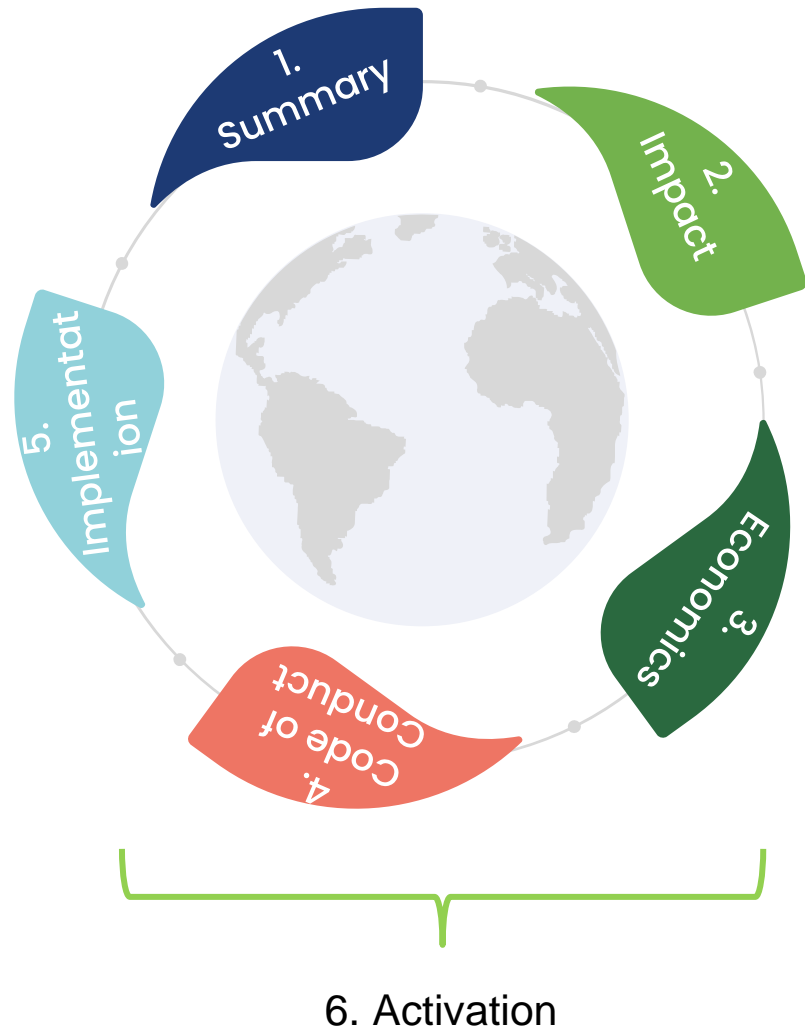 1.
Summary
2.
Impact
3.
Economics
4.
Code of
Conduct
5.
Implementat
ion
6. Activation